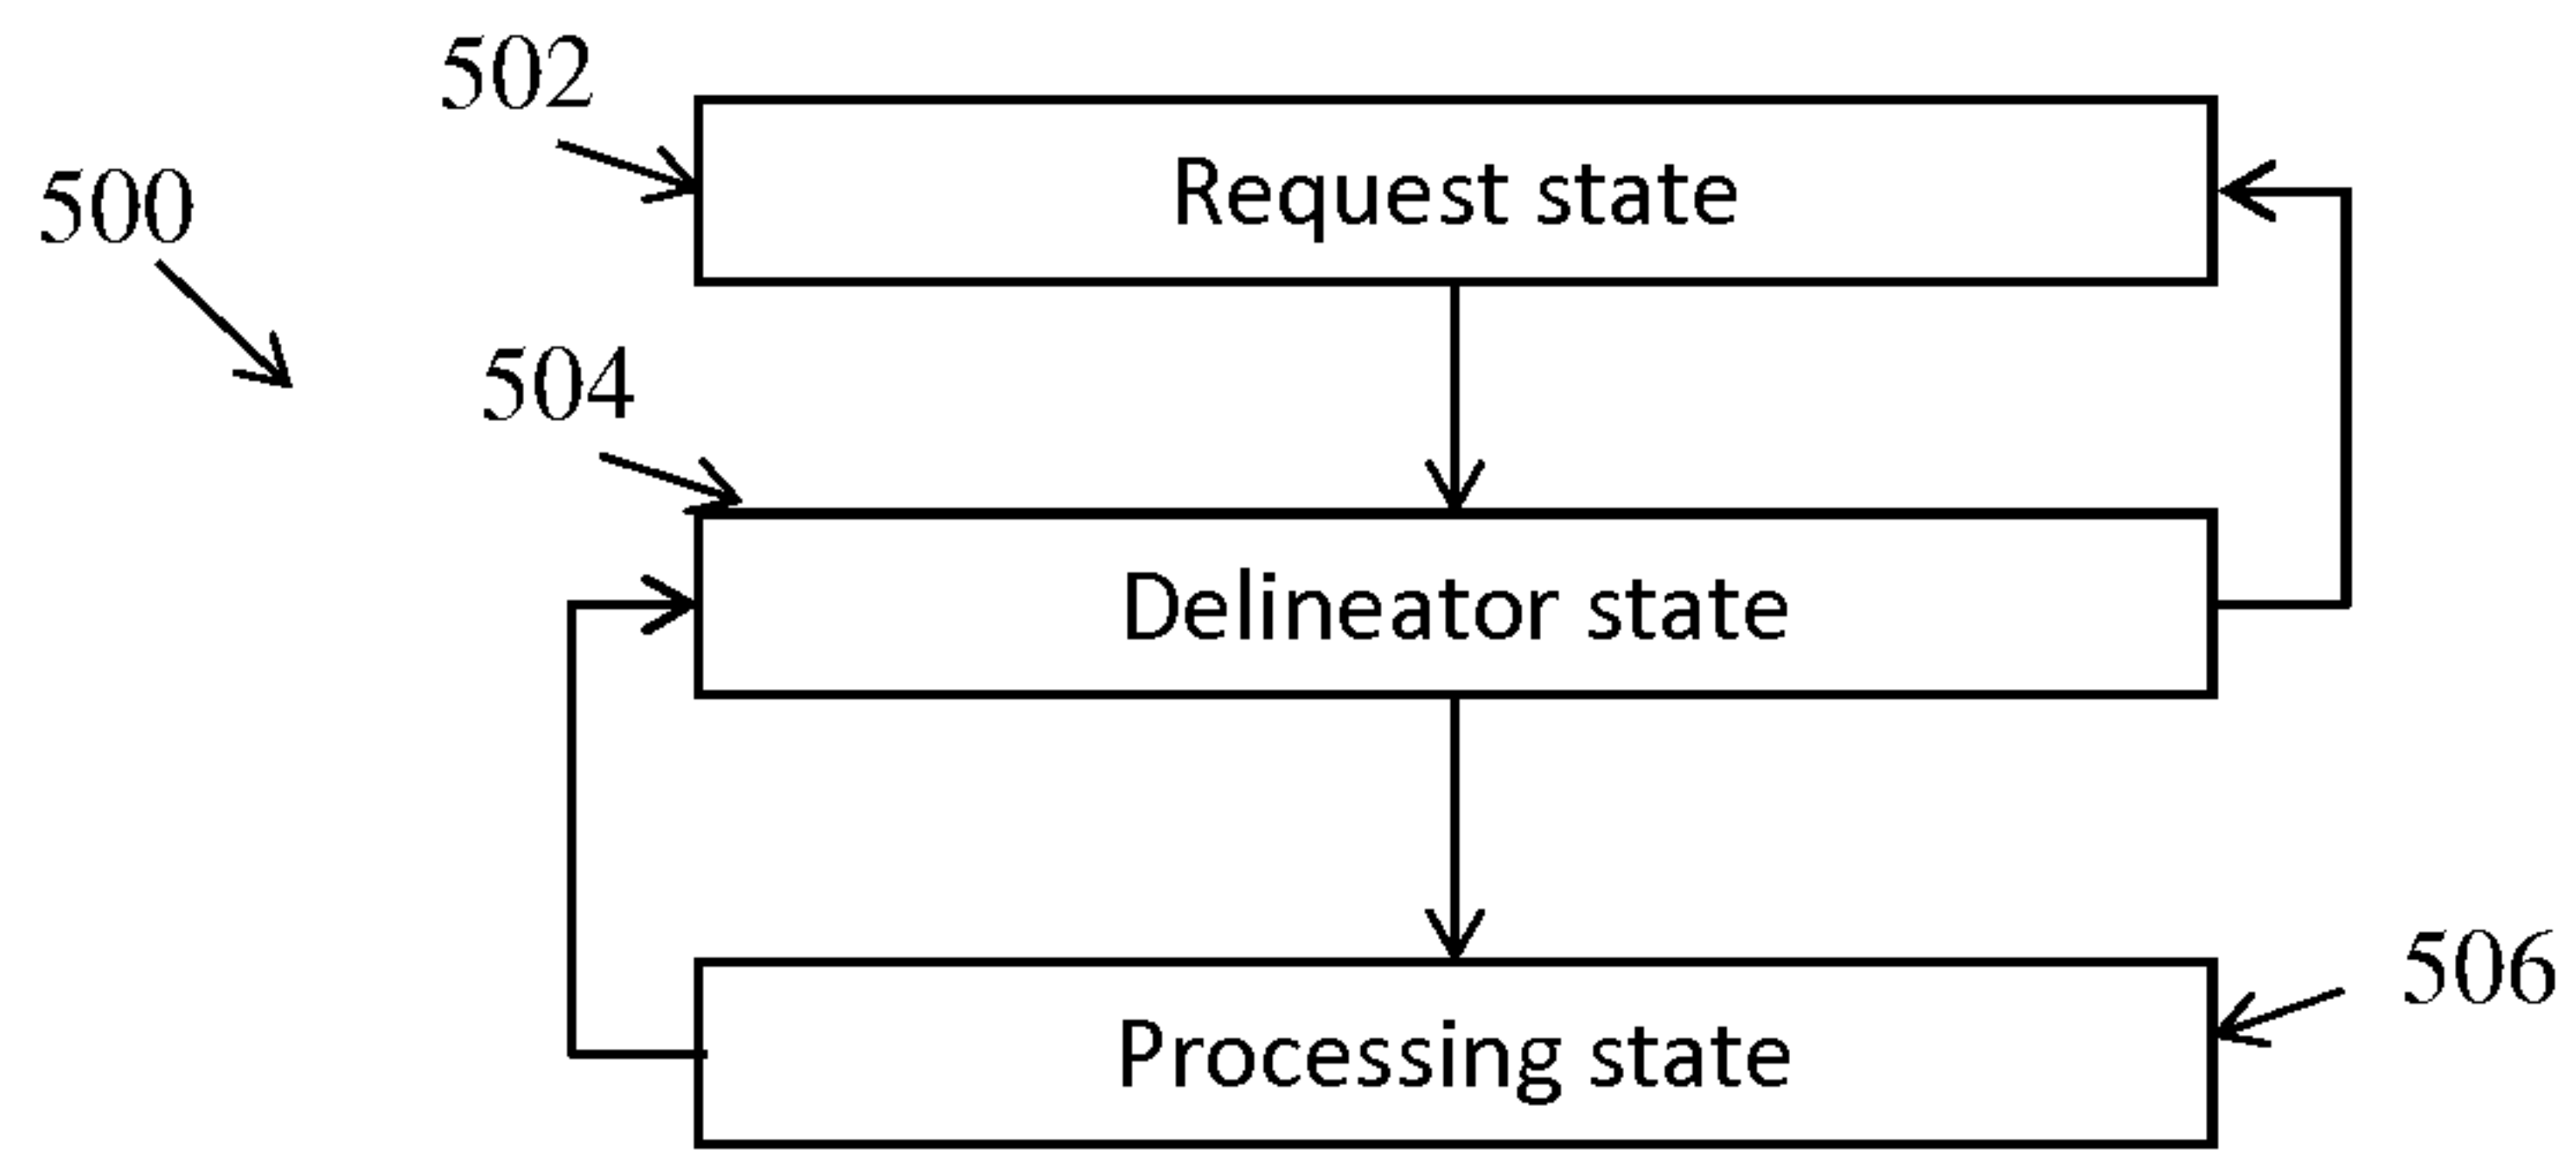 502
Request state
500
504
Delineator state
506
Processing state